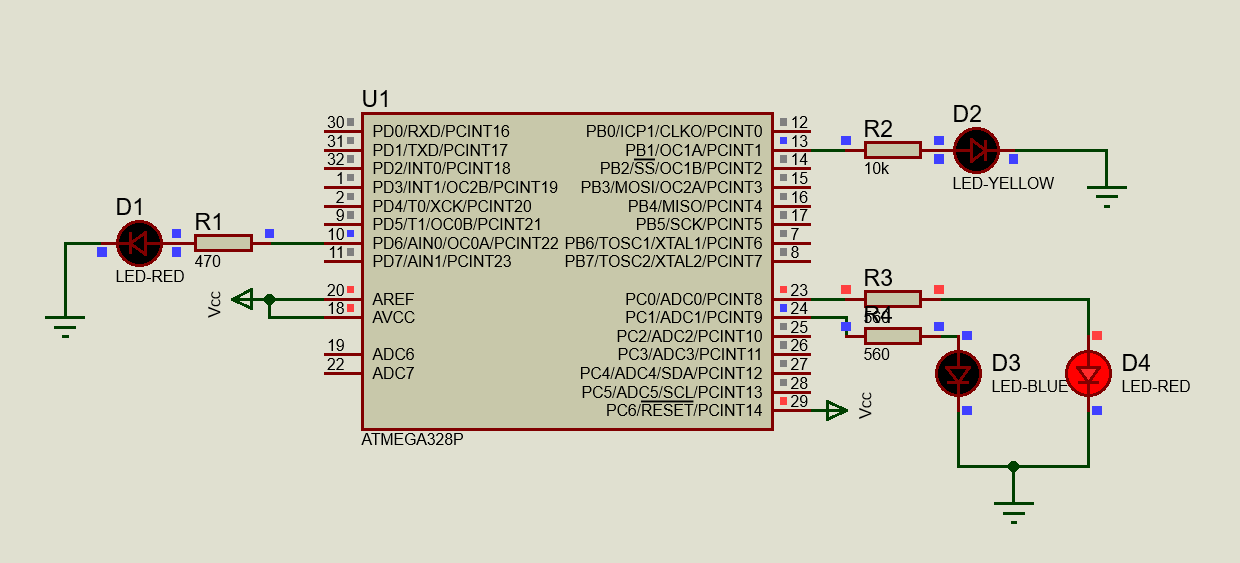 U1
30 PD0/RXD/PCINT16
31 PD1/TXD/PCINT17
32 PD2/INT0/PCINT18
1 PD3/INT1/OC2B/PCINT19
2 PD4/T0/XCK/PCINT20
9 PD5/T1/OC0B/PCINT21
10 PD6/AIN0/OC0A/PCINT22
11 PD7/AIN1/PCINT23
20 AREF
18 AVCC
19 ADC6
22 ADC7
PB0/ICP1/CLKO/PCINT0 12
PB1/OC1A/PCINT1 13
PB2/SS/OC1B/PCINT2 14
PB3/MOSI/OC2A/PCINT3 15
PB4/MISO/PCINT4 16
PB5/SCK/PCINT5 17
PB6/TOSC1/XTAL1/PCINT6 7
PB7/TOSC2/XTAL2/PCINT7 8
PC0/ADC0/PCINT8 23
PC1/ADC1/PCINT9 24
PC2/ADC2/PCINT10 25
PC3/ADC3/PCINT11 26
PC4/ADC4/SDA/PCINT12 27
PC5/ADC5/SCL/PCINT13 28
PC6/RESET/PCINT14 29
ATMEGA328P
D1
LED-RED
R1
470
Vcc
R2
10k
D2
LED-YELLOW
R3
560
R4
560
D3
LED-BLUE
D4
LED-RED
Vcc